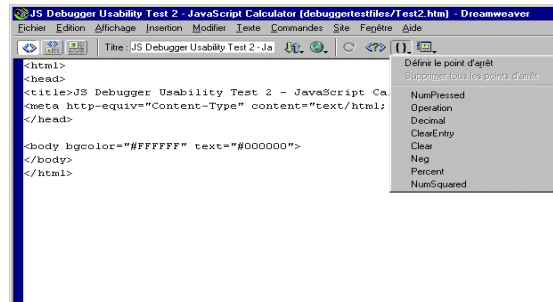 JS Debugger Usability Test 2 - JavaScript Calculator (debuggertestfiles/Test2.htm) - Dreamweaver
Fichier Edition Affichage Insertion Modifier Texte Commandes Site Fenêtre Aide
Titre : JS Debugger Usability Test 2 - Ja
Définir le point d'arrêt
Supprimer tous les points d'arrêt
NumPressed
Operation
Decimal
ClearEntry
Clear
Neg
Percent
NumSquared
<html>
<head>
<title>JS Debugger Usability Test 2 - JavaScript Ca
<meta http-equiv="Content-Type" content="text/html;
</head>
<body bgcolor="#FFFFFF" text="#000000">
</body>
</html>